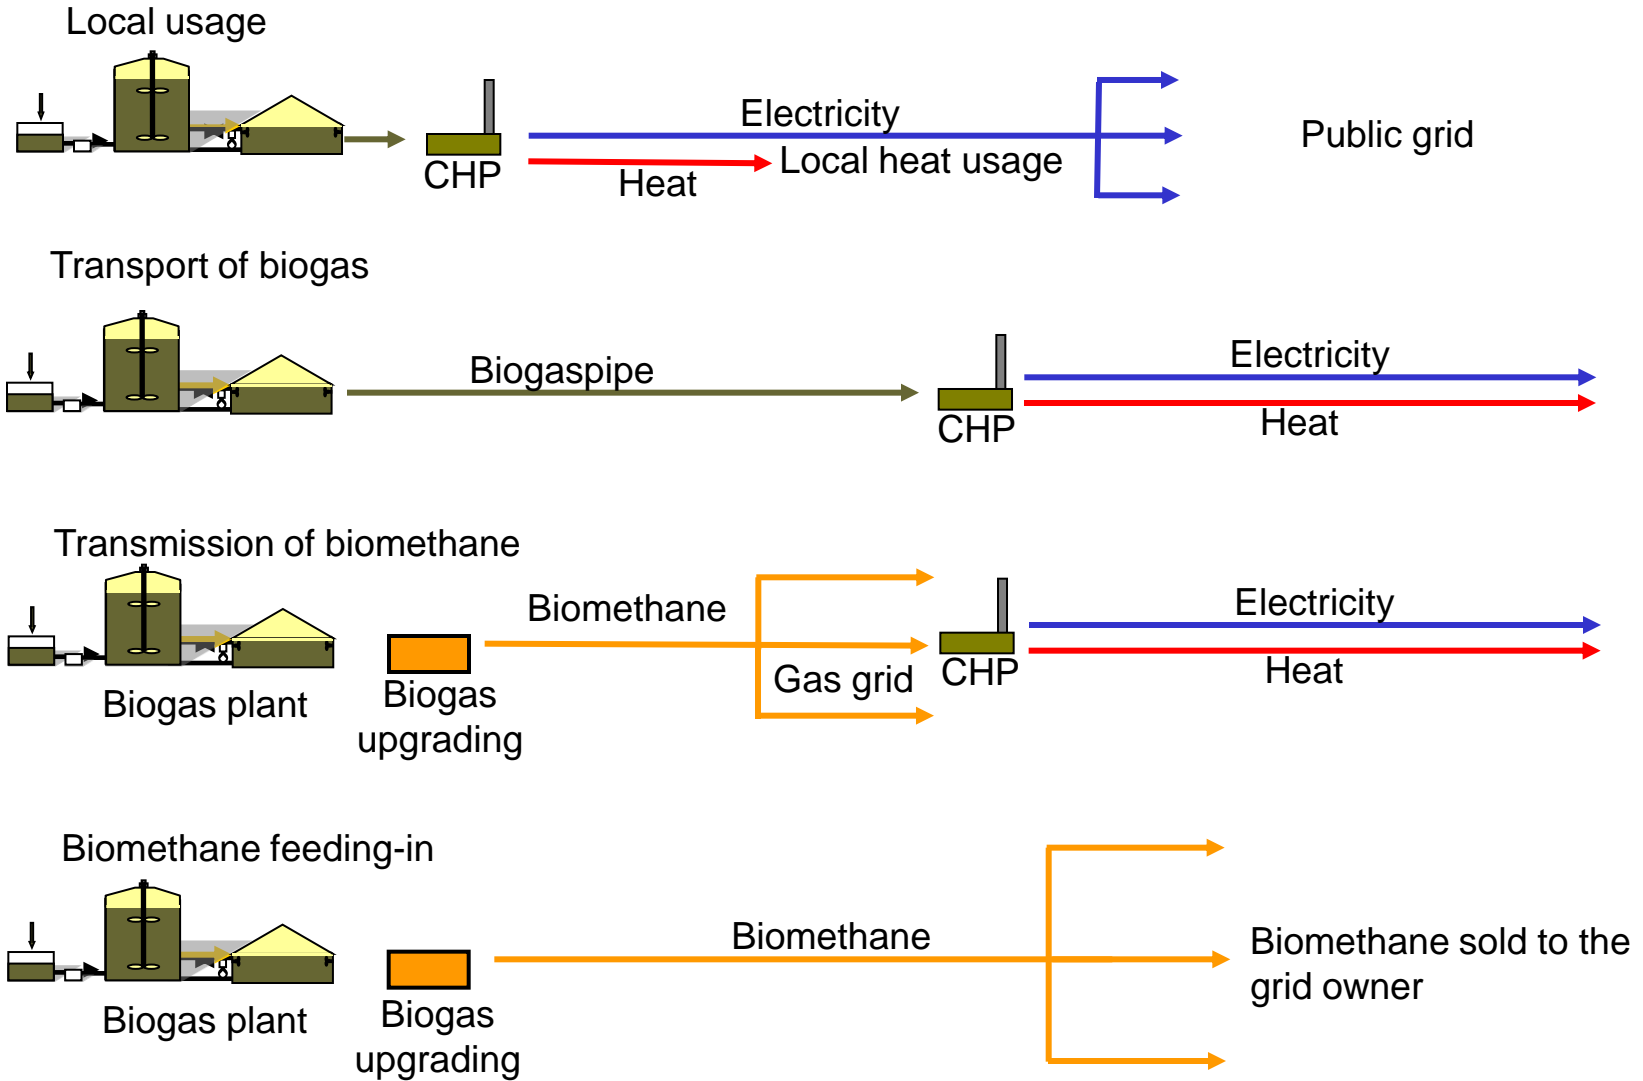 Local usage
Electricity
Public grid
Local heat usage
CHP
Heat
Transport of biogas
Electricity
Biogaspipe
CHP
Heat
Transmission of biomethane
Biomethane
Electricity
Gas grid
CHP
Heat
Biogas plant
Biogas
upgrading
Biomethane feeding-in
Biomethane
Biomethane sold to the
grid owner
Biogas plant
Biogas
upgrading